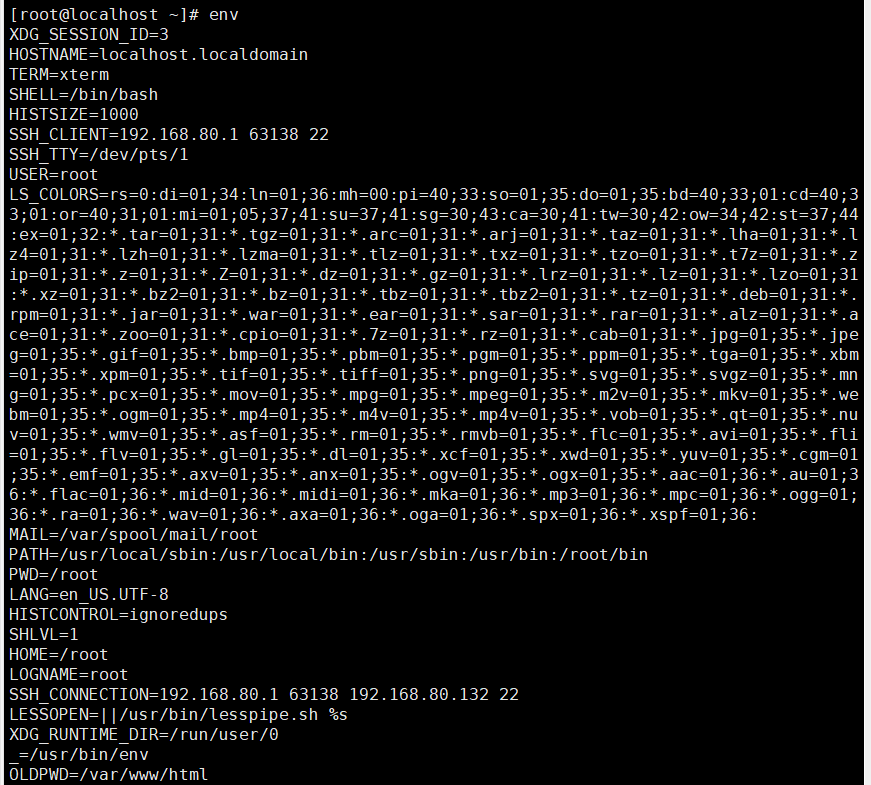 [root@localhost ~]# env
XDG_SESSION_ID=3
HOSTNAME=localhost.localdomain
TERM=xterm
SHELL=/bin/bash
HISTSIZE=1000
SSH_CLIENT=192.168.80.1 63138 22
SSH_TTY=/dev/pts/1
USER=root
LS_COLORS=rs=0:di=01;34:ln=01;36:mh=00:pi=40;33:so=01;35:do=01;35:bd=40;33;01:cd=40;3
3;01:or=40;31;01:mi=01;05;37;41:su=37;41:sg=30;43:ca=30;41:tw=30;42:ow=34;42:st=37;44
:ex=01;32:*.tar=01;31:*.tgz=01;31:*.arc=01;31:*.arj=01;31:*.taz=01;31:*.lha=01;31:*.l
z4=01;31:*.lzh=01;31:*.lzma=01;31:*.tlz=01;31:*.txz=01;31:*.tzo=01;31:*.t7z=01;31:*.z
ip=01;31:*.z=01;31:*.Z=01;31:*.dz=01;31:*.gz=01;31:*.lrz=01;31:*.lz=01;31:*.lzo=01;31
:*.xz=01;31:*.bz2=01;31:*.bz=01;31:*.tbz=01;31:*.tbz2=01;31:*.tz=01;31:*.deb=01;31:*.
rpm=01;31:*.jar=01;31:*.war=01;31:*.ear=01;31:*.sar=01;31:*.rar=01;31:*.alz=01;31:*.a
ce=01;31:*.zoo=01;31:*.cpio=01;31:*.7z=01;31:*.rz=01;31:*.cab=01;31:*.jpg=01;35:*.jpe
g=01;35:*.gif=01;35:*.bmp=01;35:*.pbm=01;35:*.pgm=01;35:*.ppm=01;35:*.tga=01;35:*.xbm
=01;35:*.xpm=01;35:*.tif=01;35:*.tiff=01;35:*.png=01;35:*.svg=01;35:*.svgz=01;35:*.mn
g=01;35:*.pcx=01;35:*.mov=01;35:*.mpg=01;35:*.mpeg=01;35:*.m2v=01;35:*.mkv=01;35:*.we
bm=01;35:*.ogm=01;35:*.mp4=01;35:*.m4v=01;35:*.mp4v=01;35:*.vob=01;35:*.qt=01;35:*.nu
v=01;35:*.wmv=01;35:*.asf=01;35:*.rm=01;35:*.rmvb=01;35:*.flc=01;35:*.avi=01;35:*.fli
=01;35:*.flv=01;35:*.gl=01;35:*.dl=01;35:*.xcf=01;35:*.xwd=01;35:*.yuv=01;35:*.cgm=01
;35:*.emf=01;35:*.axv=01;35:*.anx=01;35:*.ogv=01;35:*.ogx=01;35:*.aac=01;36:*.au=01;3
6:*.flac=01;36:*.mid=01;36:*.midi=01;36:*.mka=01;36:*.mp3=01;36:*.mpc=01;36:*.ogg=01;
36:*.ra=01;36:*.wav=01;36:*.axa=01;36:*.oga=01;36:*.spx=01;36:*.xspf=01;36:
MAIL=/var/spool/mail/root
PATH=/usr/local/sbin:/usr/local/bin:/usr/sbin:/usr/bin:/root/bin
PWD=/root
LANG=en_US.UTF-8
HISTCONTROL=ignoredups
SHLVL=1
HOME=/root
LOGNAME=root
SSH_CONNECTION=192.168.80.1 63138 192.168.80.132 22
LESSOPEN=||/usr/bin/lesspipe.sh %s
XDG_RUNTIME_DIR=/run/user/0
_=/usr/bin/env
OLDPWD=/var/www/html